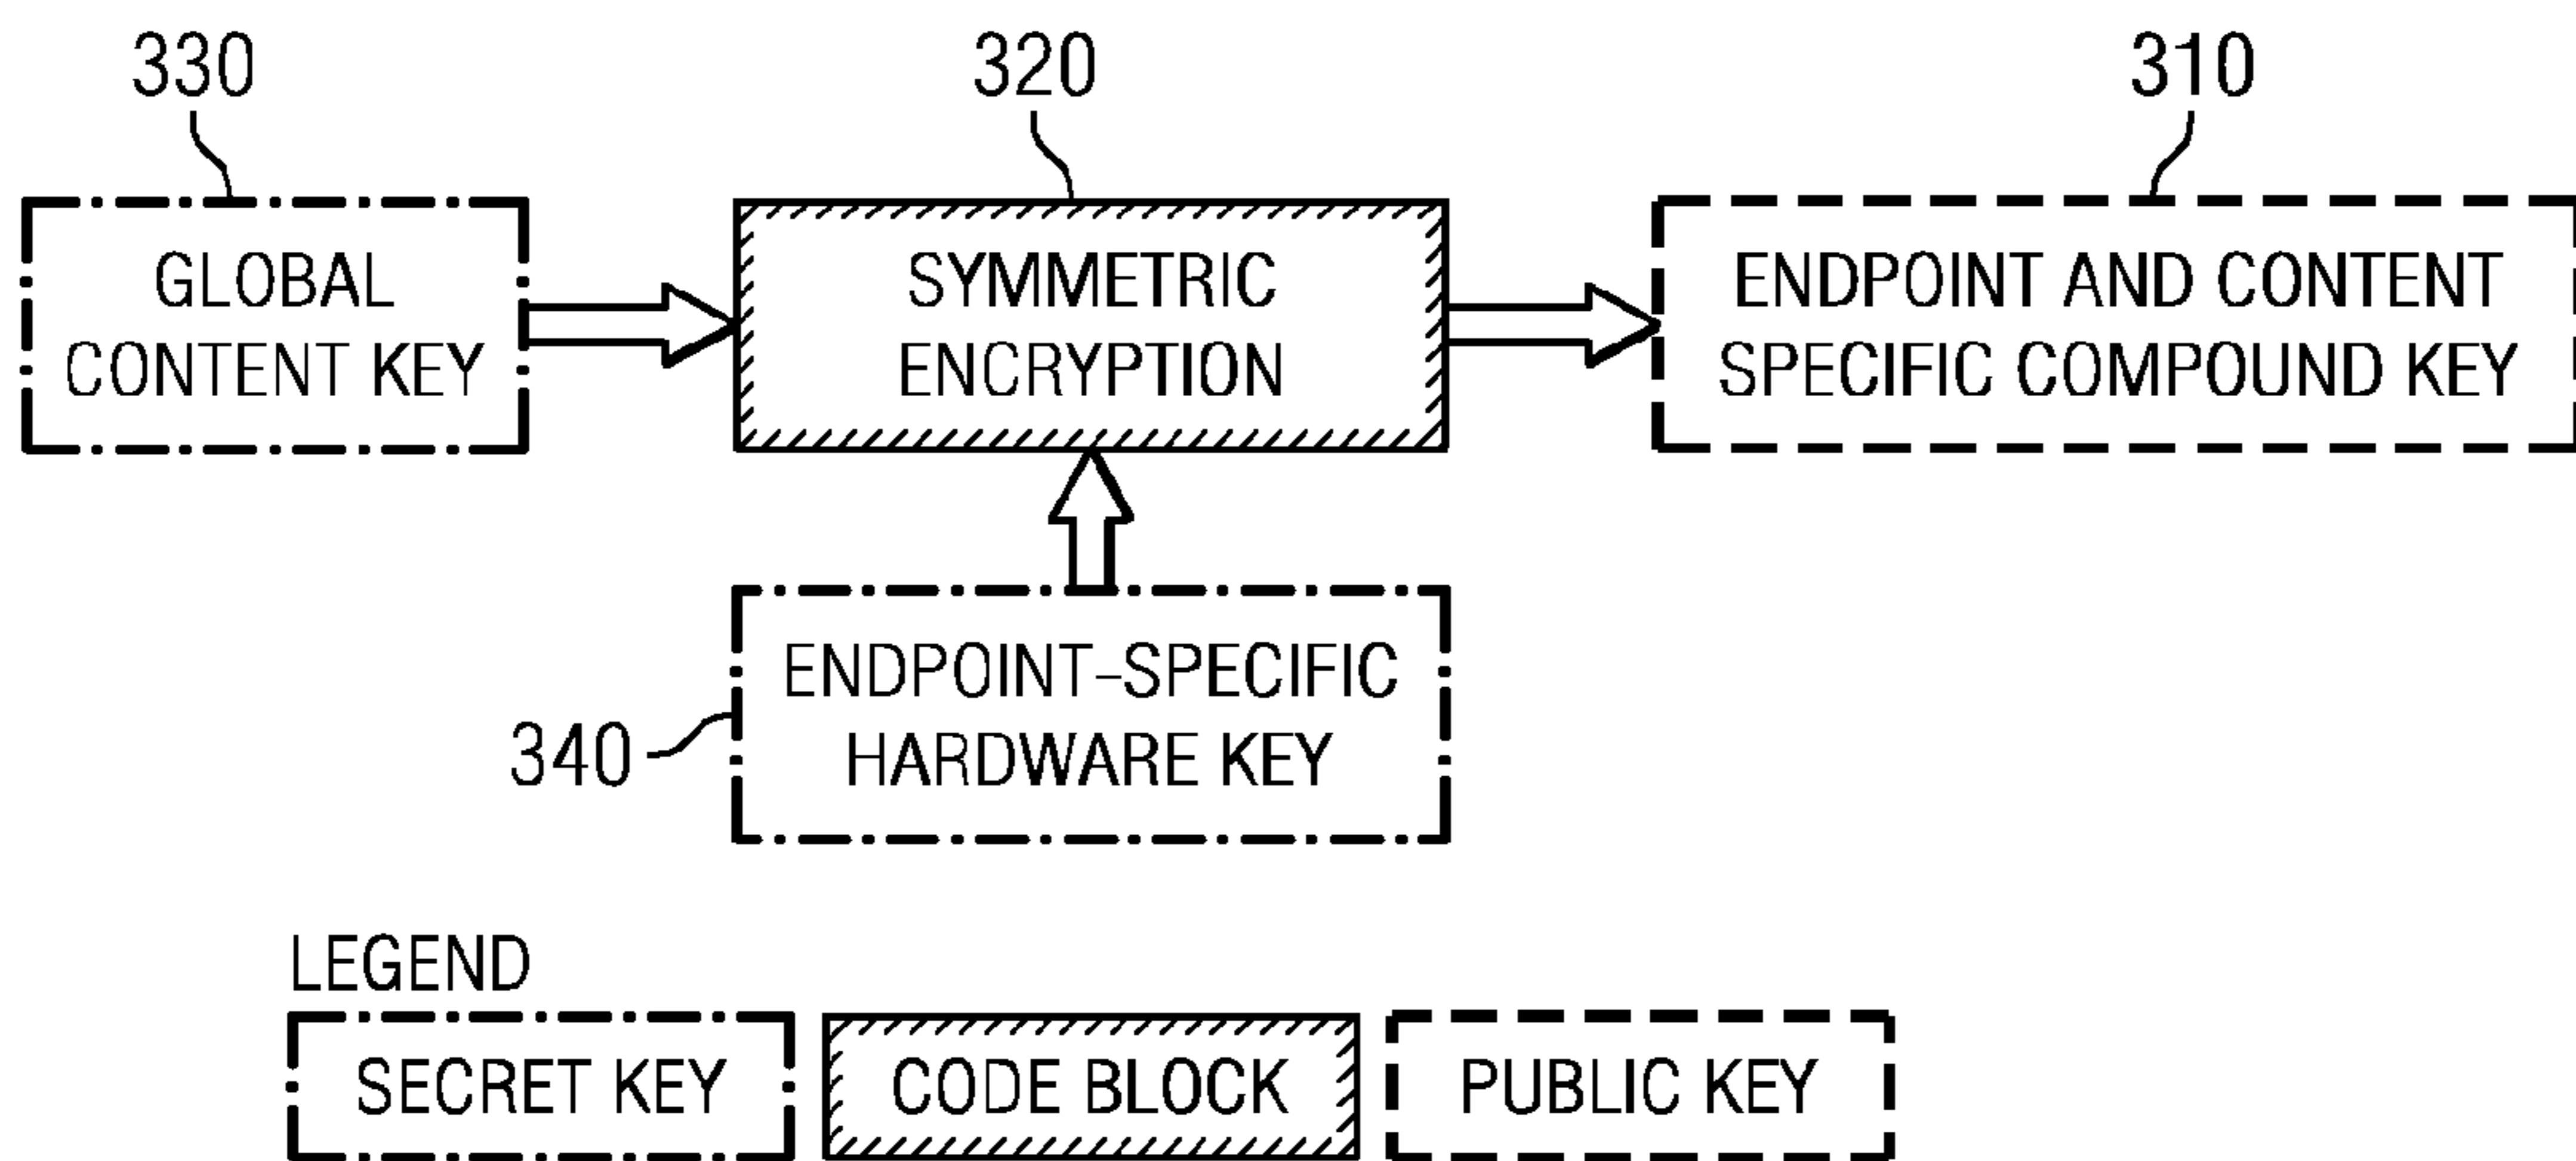 330
320
310
GLOBAL
CONTENT KEY
SYMMETRIC
ENCRYPTION
ENDPOINT AND CONTENT
SPECIFIC COMPOUND KEY
ENDPOINT-SPECIFIC
HARDWARE KEY
340
LEGEND
SECRET KEY
CODE BLOCK
PUBLIC KEY